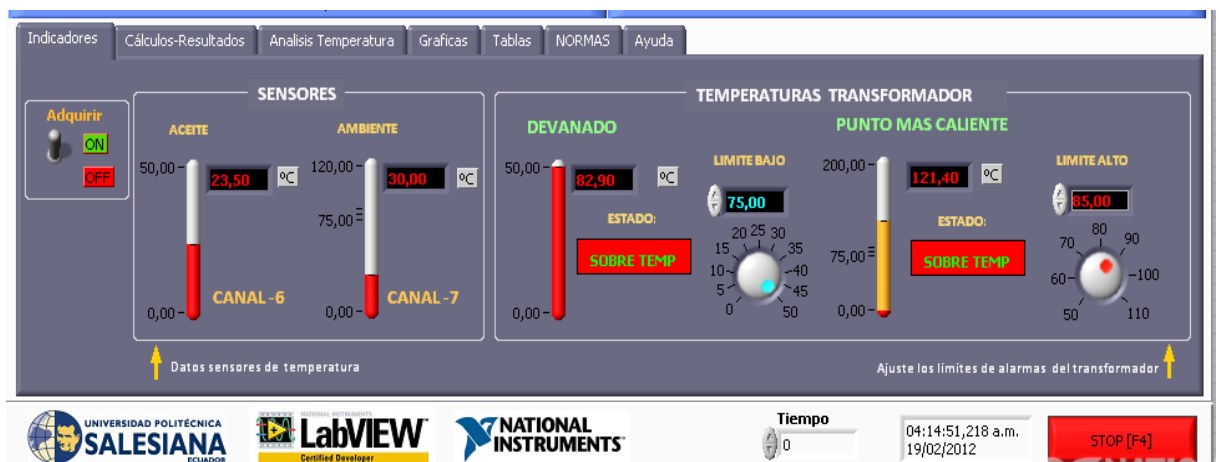 Indicadores
Cálculos-Resultados
Analisis Temperatura
Graficas
Tablas
NORMAS
Ayuda
Adquirir
ON
OFF
SENSORES
ACEITE
50,00
23,50
ºC
0,00
CANAL-6
AMBIENTE
120,00
30,00
ºC
75,00
0,00
CANAL-7
TEMPERATURAS TRANSFORMADOR
DEVANADO
50,00
82,90
ºC
0,00
ESTADO:
SOBRE TEMP
LIMITE BAJO
75,00
0 5 10 15 20 25 30 35 40 45 50
PUNTO MAS CALIENTE
200,00
121,40
ºC
75,00
0,00
ESTADO:
SOBRE TEMP
LIMITE ALTO
85,00
50 60 70 80 90 100 110
Datos sensores de temperatura
Ajuste los limites de alarmas del transformador
UNIVERSIDAD POLITÉCNICA
SALESIANA
ECUADOR
NATIONAL INSTRUMENTS
LabVIEW
Certified Developer
NATIONAL
INSTRUMENTS
Tiempo
0
04:14:51,218 a.m.
19/02/2012
STOP [F4]